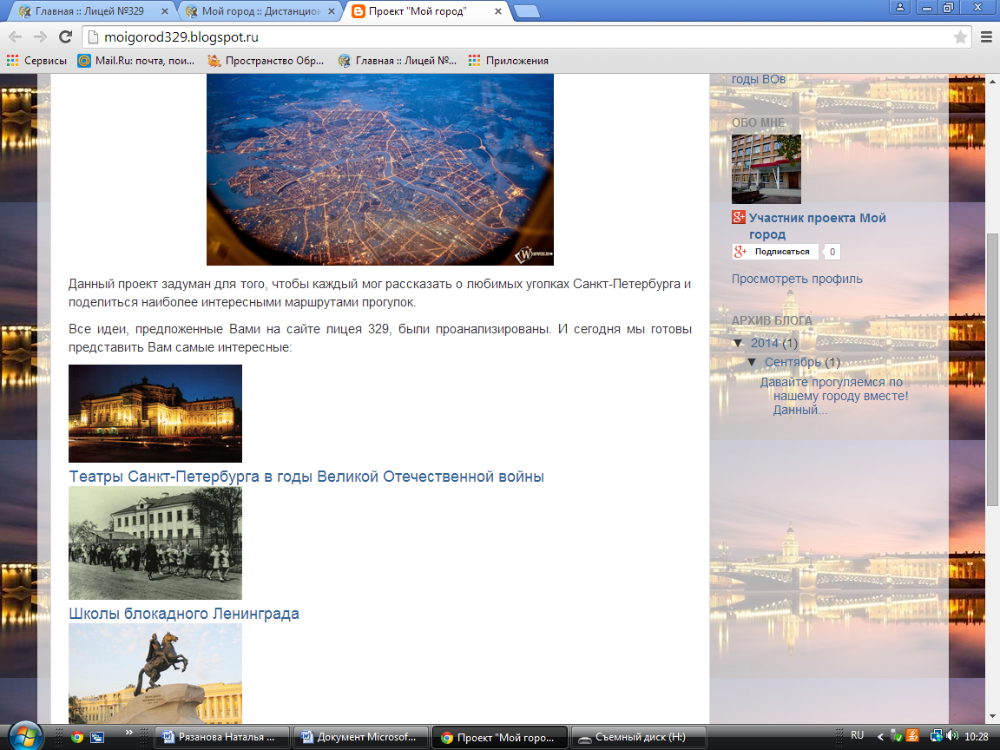 Главная :: Лицей №329
Мой город :: Дистанцион
Проект "Мой город"
moigorod329.blogspot.ru
Сервисы
Mail.Ru: почта, пои...
Пространство Обр...
Главная :: Лицей №...
Приложения
Данный проект задуман для того, чтобы каждый мог рассказать о любимых уголках Санкт-Петербурга и
поделиться наиболее интересными маршрутами прогулок.
Все идеи, предложенные Вами на сайте лицея 329, были проанализированы. И сегодня мы готовы
представить Вам самые интересные:
Театры Санкт-Петербурга в годы Великой Отечественной войны
Школы блокадного Ленинграда
годы ВОв
ОБО МНЕ
Участник проекта Мой
город
Подписаться
0
Просмотреть профиль
АРХИВ БЛОГА
▼ 2014 (1)
▼ Сентябрь (1)
Давайте прогуляемся по
нашему городу вместе!
Данный...
Рязанова Наталья ...
Документ Microsof...
Проект "Мой горо...
Съемный диск (H:)
RU
10:28